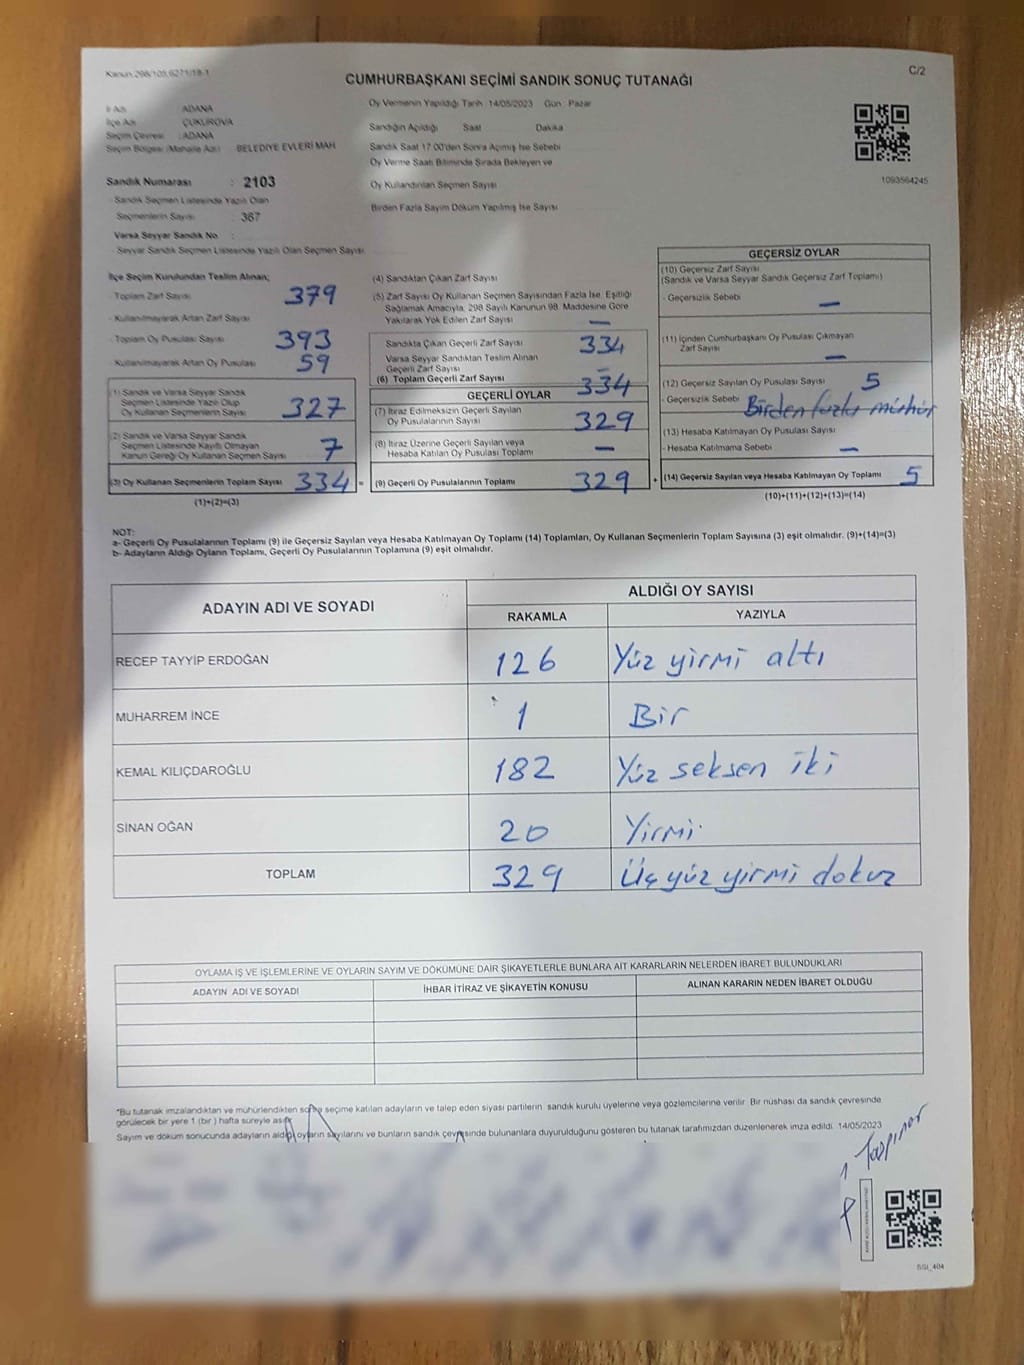 Kanun:298/105,6271/18-1
C/2
CUMHURBAŞKANI SEÇİMİ SANDIK SONUÇ TUTANAĞI
İl Adı : ADANA
İlçe Adı : ÇUKUROVA
Seçim Çevresi : ADANA
Seçim Bölgesi (Mahalle Adı) : BELEDİYE EVLERİ MAH.
Sandık Numarası : 2103
Sandık Seçmen Listesinde Yazılı Olan
Seçmenlerin Sayısı : 367
Varsa Seyyar Sandık No :
Seyyar Sandık Seçmen Listesinde Yazılı Olan Seçmen Sayısı
Oy Vermenin Yapıldığı Tarih 14/05/2023 Gün Pazar
Sandığın Açıldığı Saat Dakika
Sandık Saat 17.00'den Sonra Açmış İse Sebebi
Oy Verme Saati Bitiminde Sırada Bekleyen ve
Oy Kullandırılan Seçmen Sayısı
Birden Fazla Sayım Döküm Yapılmış İse Sayısı
1093564245
İlçe Seçim Kurulundan Teslim Alınan;
- Toplam Zarf Sayısı 379
- Kullanılmayarak Artan Zarf Sayısı
- Toplam Oy Pusulası Sayısı 393
- Kullanılmayarak Artan Oy Pusulası 59
(1) Sandık ve Varsa Seyyar Sandık
Seçmen Listesinde Yazılı Olup
Oy Kullanan Seçmenlerin Sayısı 327
(2) Sandık ve Varsa Seyyar Sandık
Seçmen Listesinde Kayıtlı Olmayan
Kanun Gereği Oy Kullanan Seçmen Sayısı 7
(3) Oy Kullanan Seçmenlerin Toplam Sayısı 334 =
(1)+(2)=(3)
(4) Sandıktan Çıkan Zarf Sayısı
(5) Zarf Sayısı Oy Kullanan Seçmen Sayısından Fazla İse, Eşitliği
Sağlamak Amacıyla, 298 Sayılı Kanunun 98. Maddesine Göre
Yakılarak Yok Edilen Zarf Sayısı —
Sandıkta Çıkan Geçerli Zarf Sayısı 334
Varsa Seyyar Sandıktan Teslim Alınan
Geçerli Zarf Sayısı –
(6) Toplam Geçerli Zarf Sayısı 334
GEÇERLİ OYLAR
(7) İtiraz Edilmeksizin Geçerli Sayılan
Oy Pusulalarının Sayısı 329
(8) İtiraz Üzerine Geçerli Sayılan veya
Hesaba Katılan Oy Pusulası Toplamı —
(9) Geçerli Oy Pusulalarının Toplamı 329 +
GEÇERSİZ OYLAR
(10) Geçersiz Zarf Sayısı
(Sandık ve Varsa Seyyar Sandık Geçersiz Zarf Toplamı)
- Geçersizlik Sebebi —
(11) İçinden Cumhurbaşkanı Oy Pusulası Çıkmayan
Zarf Sayısı —
(12) Geçersiz Sayılan Oy Pusulası Sayısı 5
- Geçersizlik Sebebi Birden fazla mühür
(13) Hesaba Katılmayan Oy Pusulası Sayısı
- Hesaba Katılmama Sebebi —
(14) Geçersiz Sayılan veya Hesaba Katılmayan Oy Toplamı 5
(10)+(11)+(12)+(13)=(14)
NOT:
a- Geçerli Oy Pusulalarının Toplamı (9) ile Geçersiz Sayılan veya Hesaba Katılmayan Oy Toplamı (14) Toplamları, Oy Kullanan Seçmenlerin Toplam Sayısına (3) eşit olmalıdır. (9)+(14)=(3)
b- Adayların Aldığı Oyların Toplamı, Geçerli Oy Pusulalarının Toplamına (9) eşit olmalıdır.
ADAYIN ADI VE SOYADI
ALDIĞI OY SAYISI
RAKAMLA YAZIYLA
RECEP TAYYİP ERDOĞAN 126 Yüz yirmi altı
MUHARREM İNCE 1 Bir
KEMAL KILIÇDAROĞLU 182 Yüz seksen iki
SİNAN OĞAN 20 Yirmi
TOPLAM 329 Üç yüz yirmi dokuz
OYLAMA İŞ VE İŞLEMLERİNE VE OYLARIN SAYIM VE DÖKÜMÜNE DAİR ŞİKAYETLERLE BUNLARA AİT KARARLARIN NELERDEN İBARET BULUNDUKLARI
ADAYIN ADI VE SOYADI İHBAR İTİRAZ VE ŞİKAYETİN KONUSU ALINAN KARARIN NEDEN İBARET OLDUĞU
*Bu tutanak imzalandıktan ve mühürlendikten sonra seçime katılan adayların ve talep eden siyasi partilerin sandık kurulu üyelerine veya gözlemcilerine verilir. Bir nüshası da sandık çevresinde
görülecek bir yere 1 (bir) hafta süreyle asılır.
Sayım ve döküm sonucunda adayların aldığı oyların sayılarını ve bunların sandık çevresinde bulunanlara duyurulduğunu gösteren bu tutanak tarafımızdan düzenlenerek imza edildi. 14/05/2023
Taşpınar